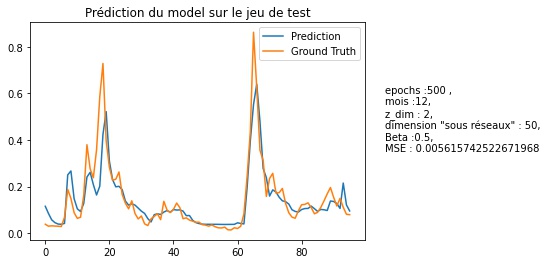 Prédiction du model sur le jeu de test
Prediction
Ground Truth
0.8
0.6
0.4
0.2
0.0
0 20 40 60 80
epochs :500 ,
mois :12,
z_dim : 2,
dimension "sous réseaux" : 50,
Beta :0.5,
MSE : 0.005615742522671968